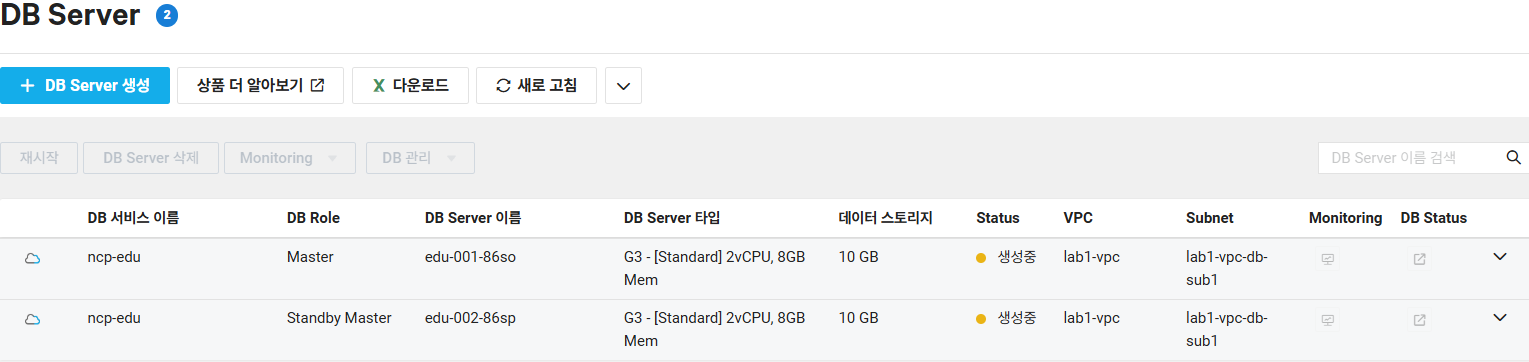 DB Server 2
+ DB Server 생성 상품 더 알아보기 X 다운로드 새로 고침
재시작 DB Server 삭제 Monitoring DB 관리 DB Server 이름 검색
DB 서비스 이름 DB Role DB Server 이름 DB Server 타입 데이터 스토리지 Status VPC Subnet Monitoring DB Status
ncp-edu Master edu-001-86so G3 - [Standard] 2vCPU, 8GB 10 GB 생성중 lab1-vpc lab1-vpc-db-
Mem sub1
ncp-edu Standby Master edu-002-86sp G3 - [Standard] 2vCPU, 8GB 10 GB 생성중 lab1-vpc lab1-vpc-db-
Mem sub1